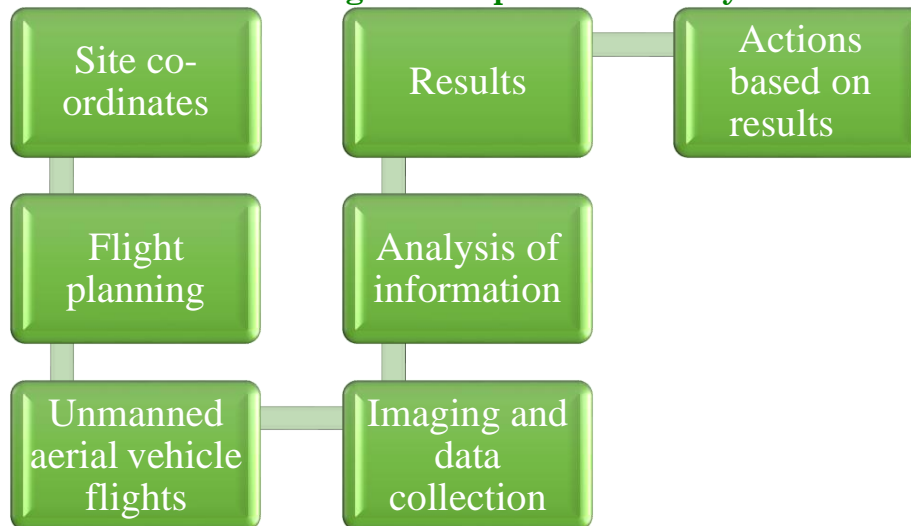 Site co-
ordinates
Flight
planning
Unmanned
aerial vehicle
flights
Imaging and
data
collection
Analysis of
information
Results
Actions
based on
results